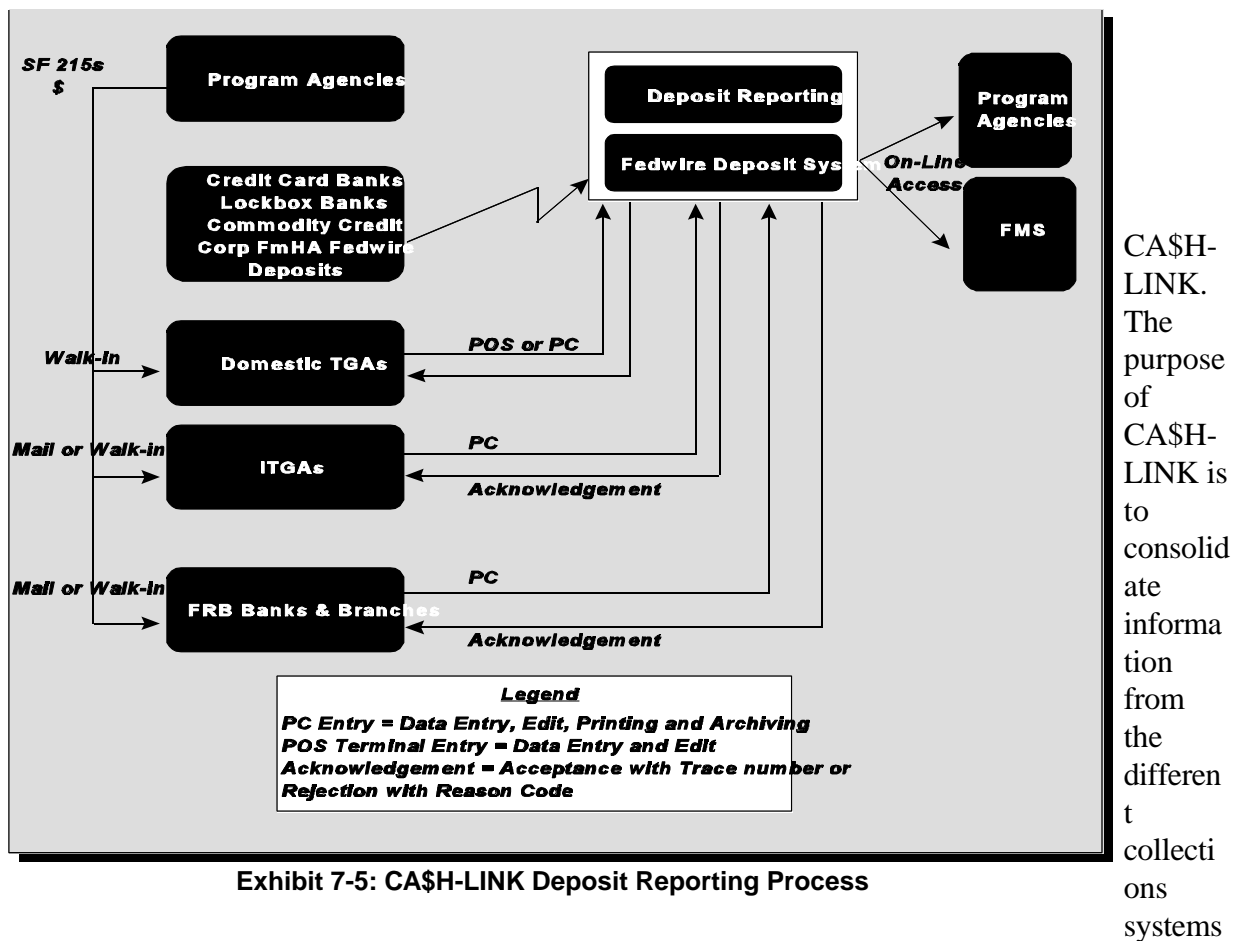 SF 215s
$
Program Agencies
Credit Card Banks
Lockbox Banks
Commodity Credit
Corp FmHA Fedwire
Deposits
Deposit Reporting
Fedwire Deposit System
On-Line
Access
Program
Agencies
FMS
Walk-In
Domestic TGAs
POS or PC
Mail or Walk-in
ITGAs
PC
Acknowledgement
Mail or Walk-In
FRB Banks & Branches
PC
Acknowledgement
Legend
PC Entry = Data Entry, Edit, Printing and Archiving
POS Terminal Entry = Data Entry and Edit
Acknowledgement = Acceptance with Trace number or
Rejection with Reason Code
Exhibit 7-5: CA$H-LINK Deposit Reporting Process
CA$H-
LINK.
The
purpose
of
CA$H-
LINK is
to
consolid
ate
informa
tion
from
the
differen
t
collecti
ons
systems